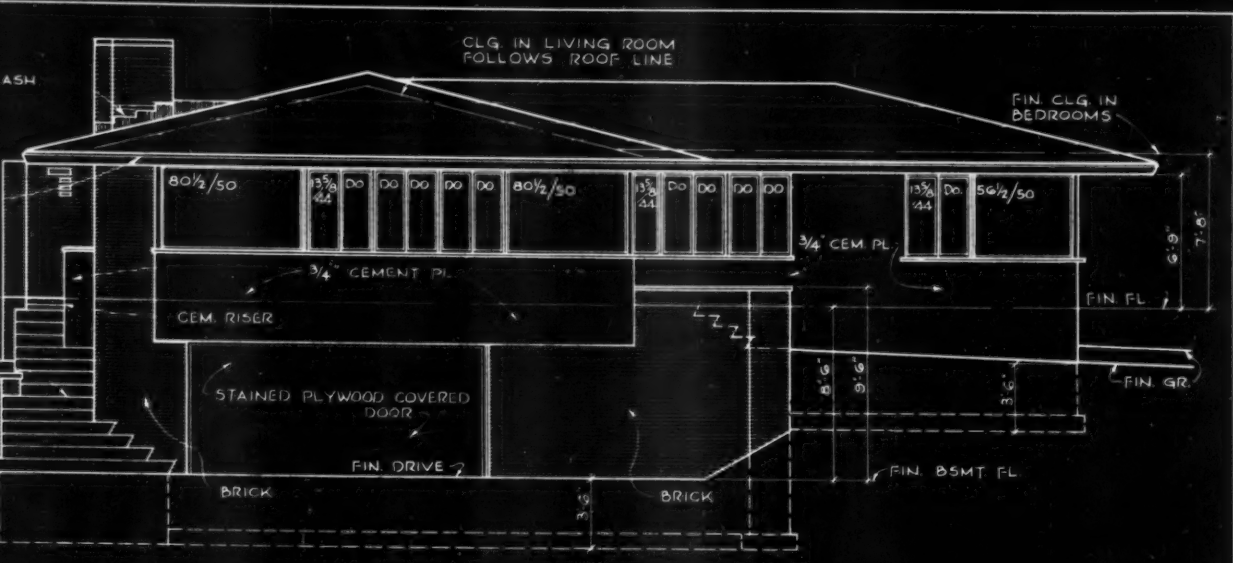 CLG. IN LIVING ROOM
FOLLOWS ROOF LINE
ASH
FIN. CLG. IN
BEDROOMS
80½/50
13⅝/44
DO
DO
DO
DO
DO
80½/50
13⅝/44
DO
DO
DO
DO
13⅝/44
DO.
56½/50
¾" CEM. PL.
6'-9"
7'-8"
¾" CEMENT PL.
FIN. FL.
CEM. RISER
8'-6"
9'-6"
3'-6"
FIN. GR.
STAINED PLYWOOD COVERED
DOOR
FIN. DRIVE
FIN. BSMT. FL.
BRICK
3'-6"
BRICK